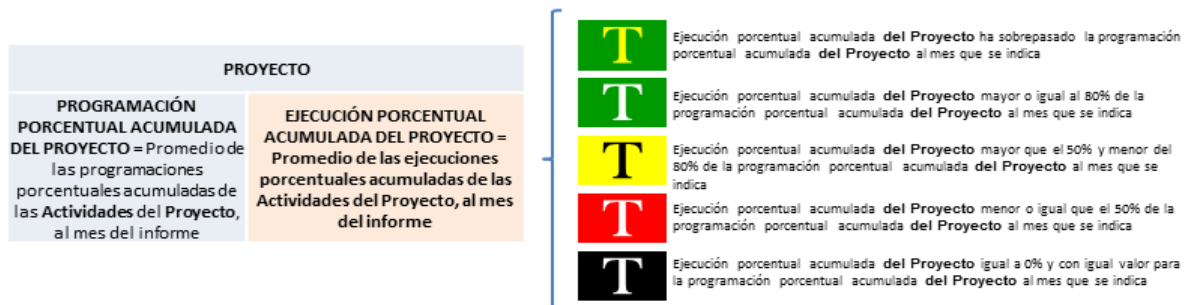 PROYECTO
PROGRAMACIÓN
PORCENTUAL ACUMULADA
DEL PROYECTO = Promedio de
las programaciones
porcentuales acumuladas de
las Actividades del Proyecto,
al mes del informe
EJECUCIÓN PORCENTUAL
ACUMULADA DEL PROYECTO =
Promedio de las ejecuciones
porcentuales acumuladas de las
Actividades del Proyecto, al mes
del informe
T
Ejecución porcentual acumulada del Proyecto ha sobrepasado la programación
porcentual acumulada del Proyecto al mes que se indica
T
Ejecución porcentual acumulada del Proyecto mayor o igual al 80% de la
programación porcentual acumulada del Proyecto al mes que se indica
T
Ejecución porcentual acumulada del Proyecto mayor que el 50% y menor del
80% de la programación porcentual acumulada del Proyecto al mes que se
indica
T
Ejecución porcentual acumulada del Proyecto menor o igual que el 50% de la
programación porcentual acumulada del Proyecto al mes que se indica
T
Ejecución porcentual acumulada del Proyecto igual a 0% y con igual valor para
la programación porcentual acumulada del Proyecto al mes que se indica